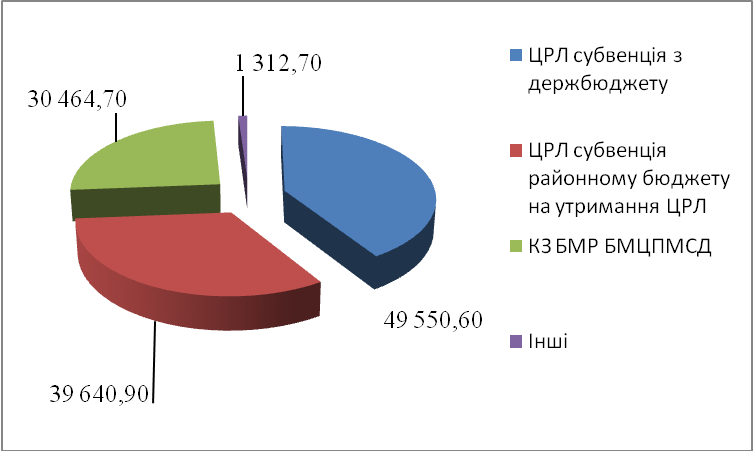 1 312,70
30 464,70
49 550,60
39 640,90
ЦРЛ субвенція з
держбюджету
ЦРЛ субвенція
районному бюджету
на утримання ЦРЛ
КЗ БМР БМЦПМСД
Інші